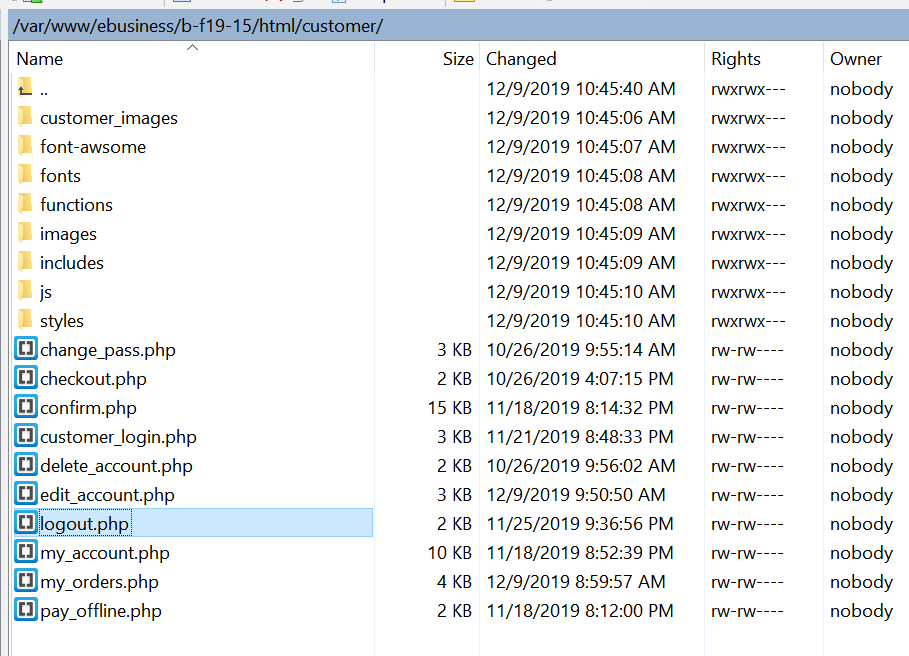 /var/www/ebusiness/b-f19-15/html/customer/
Name Size Changed Rights Owner
.. 12/9/2019 10:45:40 AM rwxrwx--- nobody
customer_images 12/9/2019 10:45:06 AM rwxrwx--- nobody
font-awsome 12/9/2019 10:45:07 AM rwxrwx--- nobody
fonts 12/9/2019 10:45:08 AM rwxrwx--- nobody
functions 12/9/2019 10:45:08 AM rwxrwx--- nobody
images 12/9/2019 10:45:09 AM rwxrwx--- nobody
includes 12/9/2019 10:45:09 AM rwxrwx--- nobody
js 12/9/2019 10:45:10 AM rwxrwx--- nobody
styles 12/9/2019 10:45:10 AM rwxrwx--- nobody
change_pass.php 3 KB 10/26/2019 9:55:14 AM rw-rw---- nobody
checkout.php 2 KB 10/26/2019 4:07:15 PM rw-rw---- nobody
confirm.php 15 KB 11/18/2019 8:14:32 PM rw-rw---- nobody
customer_login.php 3 KB 11/21/2019 8:48:33 PM rw-rw---- nobody
delete_account.php 2 KB 10/26/2019 9:56:02 AM rw-rw---- nobody
edit_account.php 3 KB 12/9/2019 9:50:50 AM rw-rw---- nobody
logout.php 2 KB 11/25/2019 9:36:56 PM rw-rw---- nobody
my_account.php 10 KB 11/18/2019 8:52:39 PM rw-rw---- nobody
my_orders.php 4 KB 12/9/2019 8:59:57 AM rw-rw---- nobody
pay_offline.php 2 KB 11/18/2019 8:12:00 PM rw-rw---- nobody